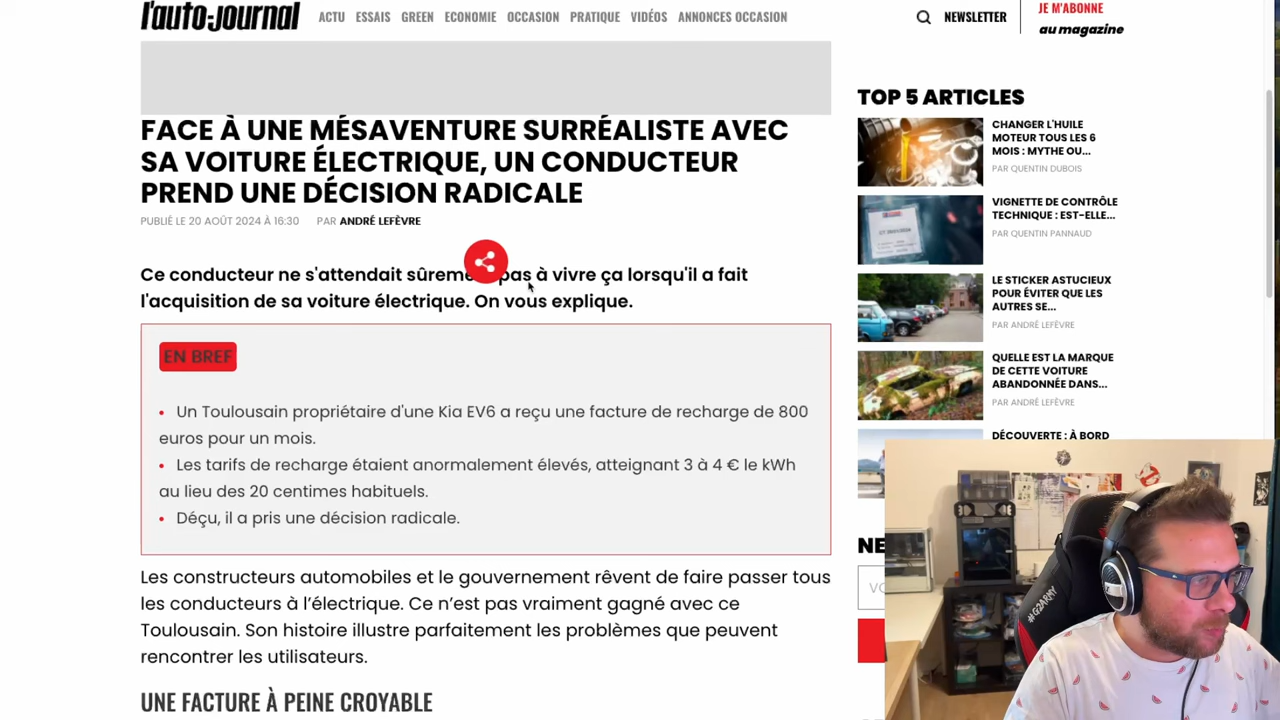 l'auto-journal
ACTU ESSAIS GREEN ECONOMIE OCCASION PRATIQUE VIDÉOS ANNONCES OCCASION
NEWSLETTER
JE M'ABONNE
au magazine
FACE À UNE MÉSAVENTURE SURRÉALISTE AVEC
SA VOITURE ÉLECTRIQUE, UN CONDUCTEUR
PREND UNE DÉCISION RADICALE
PUBLIÉ LE 20 AOÛT 2024 À 16:30 PAR ANDRÉ LEFÈVRE
Ce conducteur ne s'attendait sûreme pas à vivre ça lorsqu'il a fait
l'acquisition de sa voiture électrique. On vous explique.
EN BREF
• Un Toulousain propriétaire d'une Kia EV6 a reçu une facture de recharge de 800
euros pour un mois.
• Les tarifs de recharge étaient anormalement élevés, atteignant 3 à 4 € le kWh
au lieu des 20 centimes habituels.
• Déçu, il a pris une décision radicale.
Les constructeurs automobiles et le gouvernement rêvent de faire passer tous
les conducteurs à l’électrique. Ce n’est pas vraiment gagné avec ce
Toulousain. Son histoire illustre parfaitement les problèmes que peuvent
rencontrer les utilisateurs.
UNE FACTURE À PEINE CROYABLE
TOP 5 ARTICLES
CHANGER L'HUILE
MOTEUR TOUS LES 6
MOIS : MYTHE OU...
PAR QUENTIN DUBOIS
VIGNETTE DE CONTRÔLE
TECHNIQUE : EST-ELLE...
PAR QUENTIN PANNAUD
LE STICKER ASTUCIEUX
POUR ÉVITER QUE LES
AUTRES SE...
PAR ANDRÉ LEFÈVRE
QUELLE EST LA MARQUE
DE CETTE VOITURE
ABANDONNÉE DANS...
PAR ANDRÉ LEFÈVRE
DÉCOUVERTE : À BORD
NE
VO
#G2ARMY